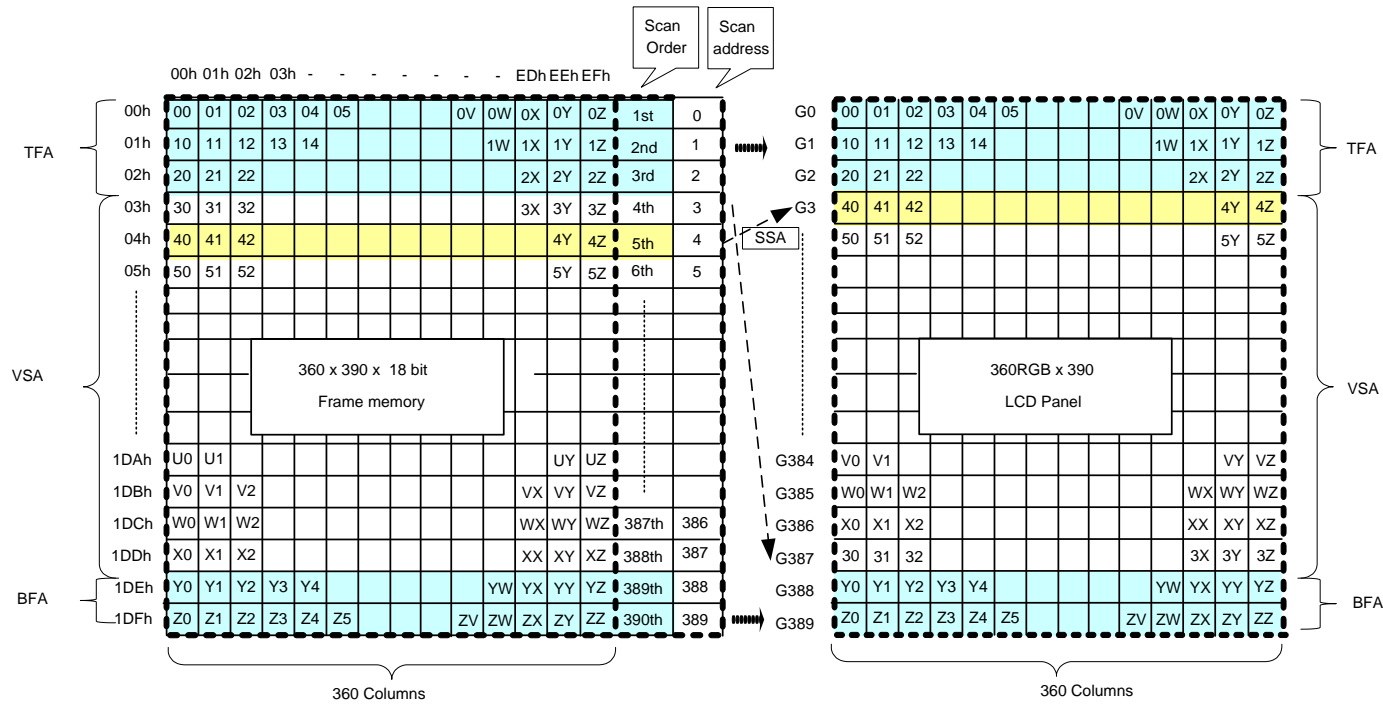 Scan Order
Scan address
00h 01h 02h 03h - - - - - - - EDh EEh EFh
TFA
00h 00 01 02 03 04 05 0V 0W 0X 0Y 0Z 1st 0
01h 10 11 12 13 14 1W 1X 1Y 1Z 2nd 1
02h 20 21 22 2X 2Y 2Z 3rd 2
03h 30 31 32 3X 3Y 3Z 4th 3
04h 40 41 42 4Y 4Z 5th 4
05h 50 51 52 5Y 5Z 6th 5
SSA
VSA
360 x 390 x 18 bit
Frame memory
1DAh U0 U1 UY UZ
1DBh V0 V1 V2 VX VY VZ
1DCh W0 W1 W2 WX WY WZ 387th 386
1DDh X0 X1 X2 XX XY XZ 388th 387
BFA
1DEh Y0 Y1 Y2 Y3 Y4 YW YX YY YZ 389th 388
1DFh Z0 Z1 Z2 Z3 Z4 Z5 ZV ZW ZX ZY ZZ 390th 389
360 Columns
G0 00 01 02 03 04 05 0V 0W 0X 0Y 0Z
G1 10 11 12 13 14 1W 1X 1Y 1Z
TFA
G2 20 21 22 2X 2Y 2Z
G3 40 41 42 4Y 4Z
50 51 52 5Y 5Z
360RGB x 390
LCD Panel
VSA
G384 V0 V1 VY VZ
G385 W0 W1 W2 WX WY WZ
G386 X0 X1 X2 XX XY XZ
G387 30 31 32 3X 3Y 3Z
G388 Y0 Y1 Y2 Y3 Y4 YW YX YY YZ
BFA
G389 Z0 Z1 Z2 Z3 Z4 Z5 ZV ZW ZX ZY ZZ
360 Columns